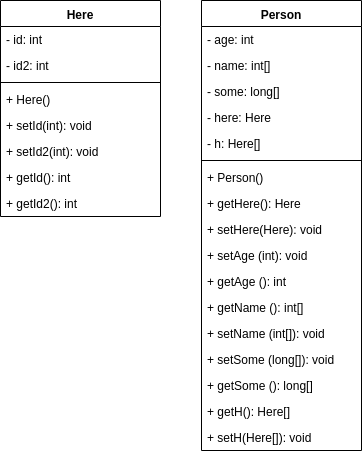 Here
- id: int
- id2: int
+ Here()
+ setId(int): void
+ setId2(int): void
+ getId(): int
+ getId2(): int
Person
- age: int
- name: int[]
- some: long[]
- here: Here
- h: Here[]
+ Person()
+ getHere(): Here
+ setHere(Here): void
+ setAge (int): void
+ getAge (): int
+ getName (): int[]
+ setName (int[]): void
+ setSome (long[]): void
+ getSome (): long[]
+ getH(): Here[]
+ setH(Here[]): void